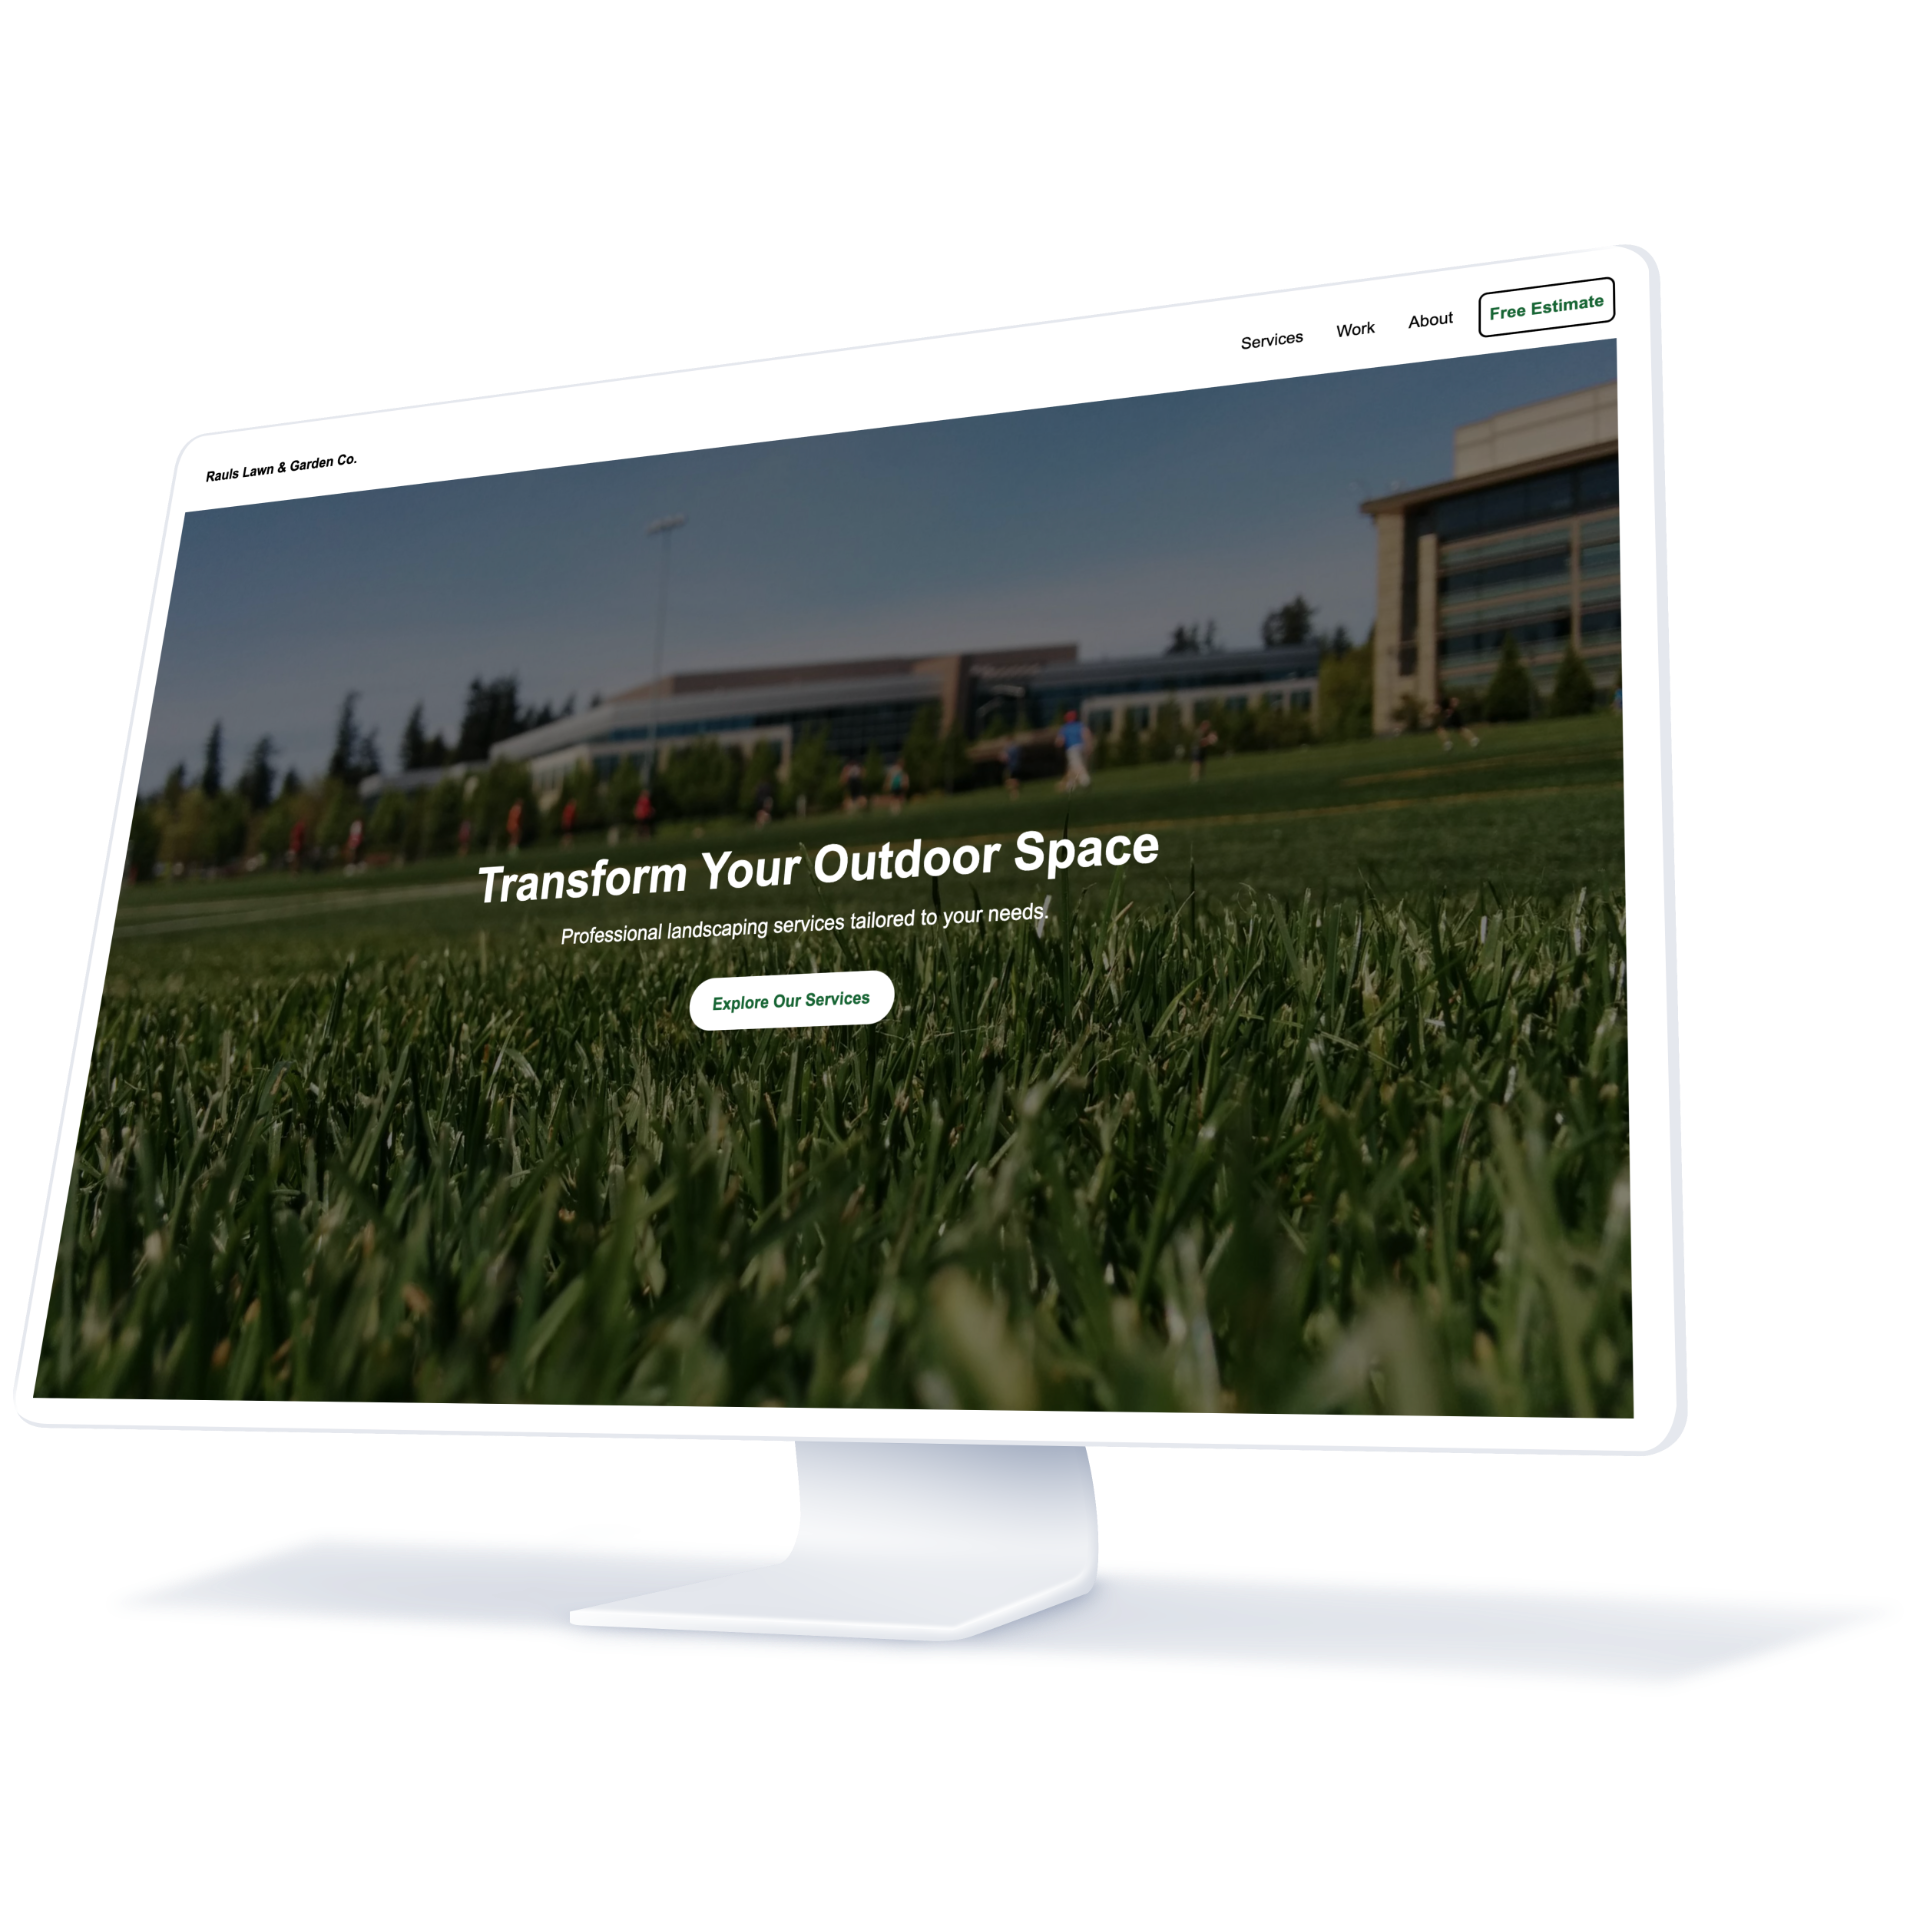 Rauls Lawn & Garden Co.
Services
Work
About
Free Estimate
Transform Your Outdoor Space
Professional landscaping services tailored to your needs.
Explore Our Services